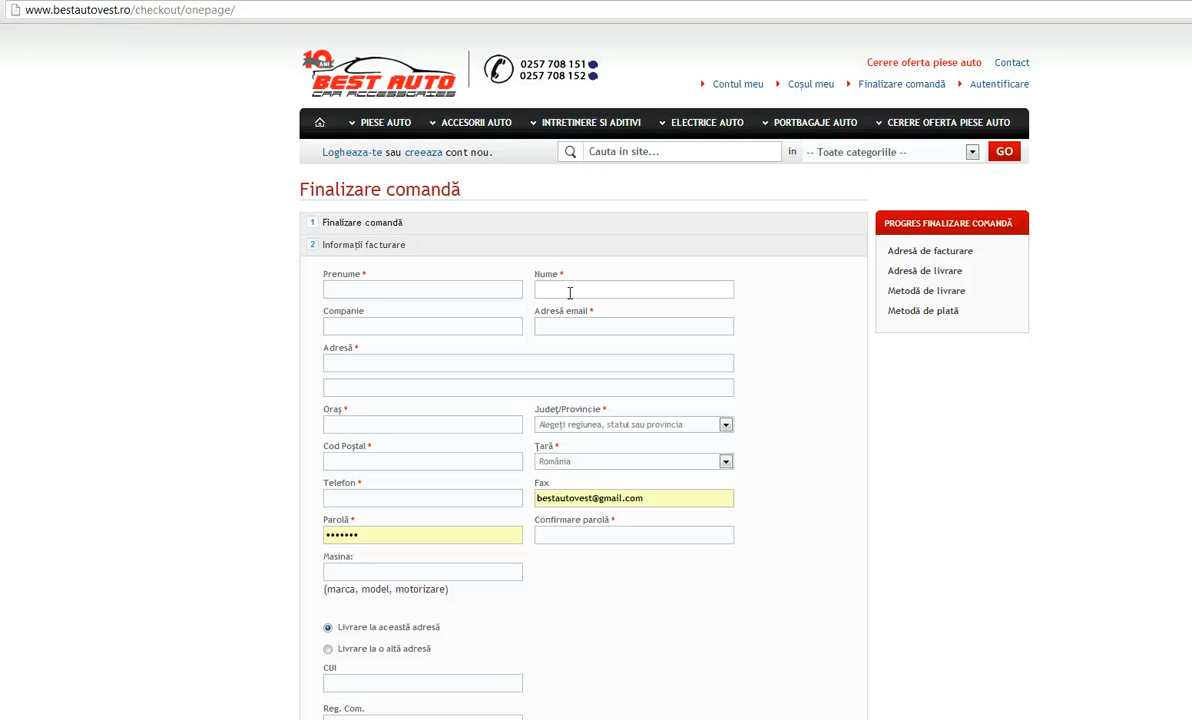 www.bestautovest.ro/checkout/onepage/
10 ANI
BEST AUTO
CAR ACCESSORIES
0257 708 151
0257 708 152
Cerere oferta piese auto
Contact
Contul meu
Coșul meu
Finalizare comandă
Autentificare
PIESE AUTO
ACCESORII AUTO
INTRETINERE SI ADITIVI
ELECTRICE AUTO
PORTBAGAJE AUTO
CERERE OFERTA PIESE AUTO
Logheaza-te sau creeaza cont nou.
Cauta in site...
in
-- Toate categoriile --
GO
Finalizare comandă
1 Finalizare comandă
2 Informații facturare
PROGRES FINALIZARE COMANDĂ
Adresă de facturare
Adresă de livrare
Metodă de livrare
Metodă de plată
Prenume *
Nume *
Companie
Adresă email *
Adresă *
Oraș *
Județ/Provincie *
Alegeți regiunea, statul sau provincia
Cod Poștal *
Țară *
România
Telefon *
Fax
bestautovest@gmail.com
Parolă *
•••••••
Confirmare parolă *
Masina:
(marca, model, motorizare)
Livrare la această adresă
Livrare la o altă adresă
CUI
Reg. Com.